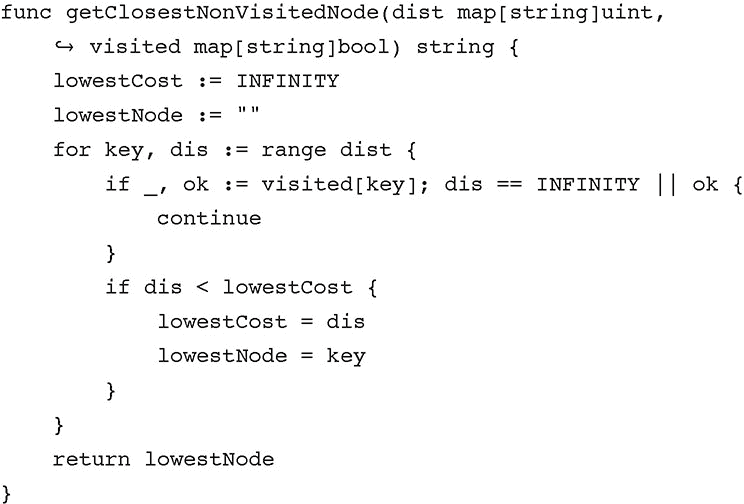 func getClosestNonVisitedNode(dist map[string]uint,
    ↪ visited map[string]bool) string {
    lowestCost := INFINITY
    lowestNode := ""
    for key, dis := range dist {
        if _, ok := visited[key]; dis == INFINITY || ok {
            continue
        }
        if dis < lowestCost {
            lowestCost = dis
            lowestNode = key
        }
    }
    return lowestNode
}